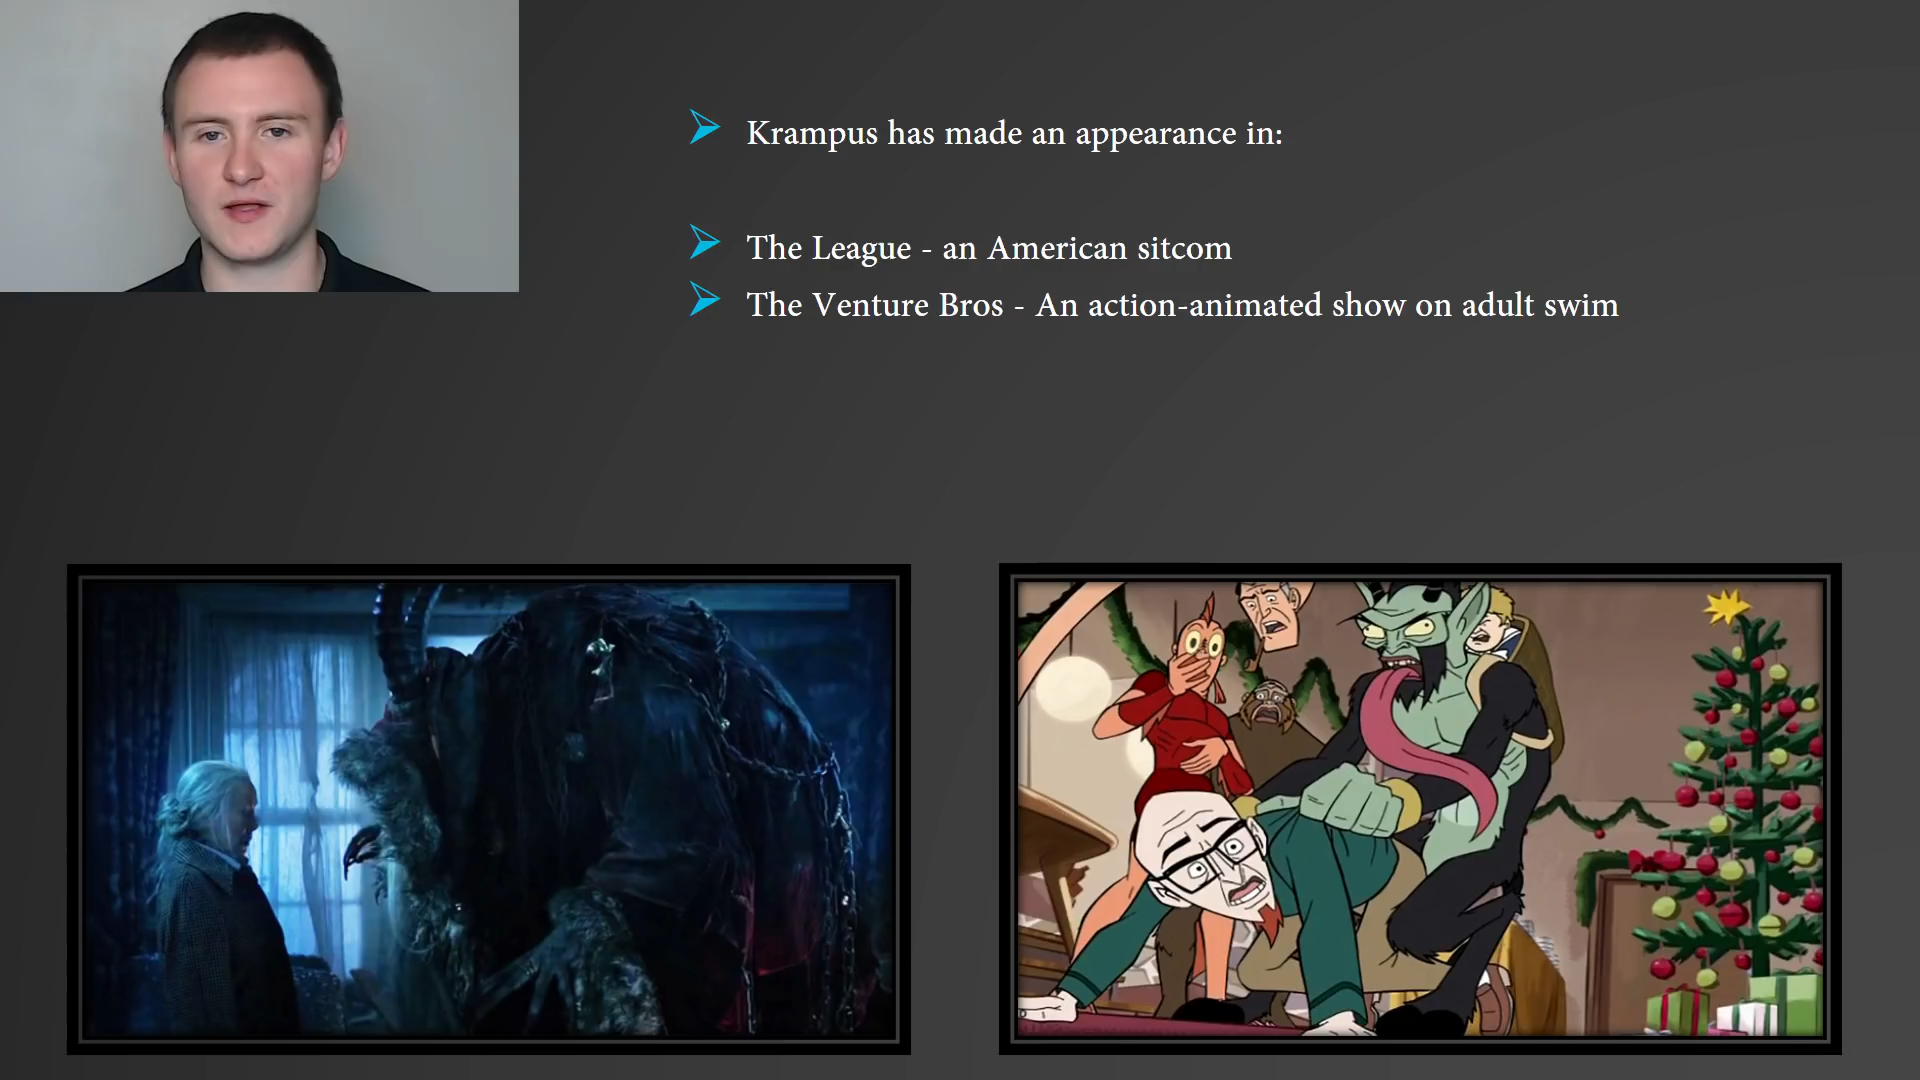 Krampus has made an appearance in:
The League - an American sitcom
The Venture Bros - An action-animated show on adult swim